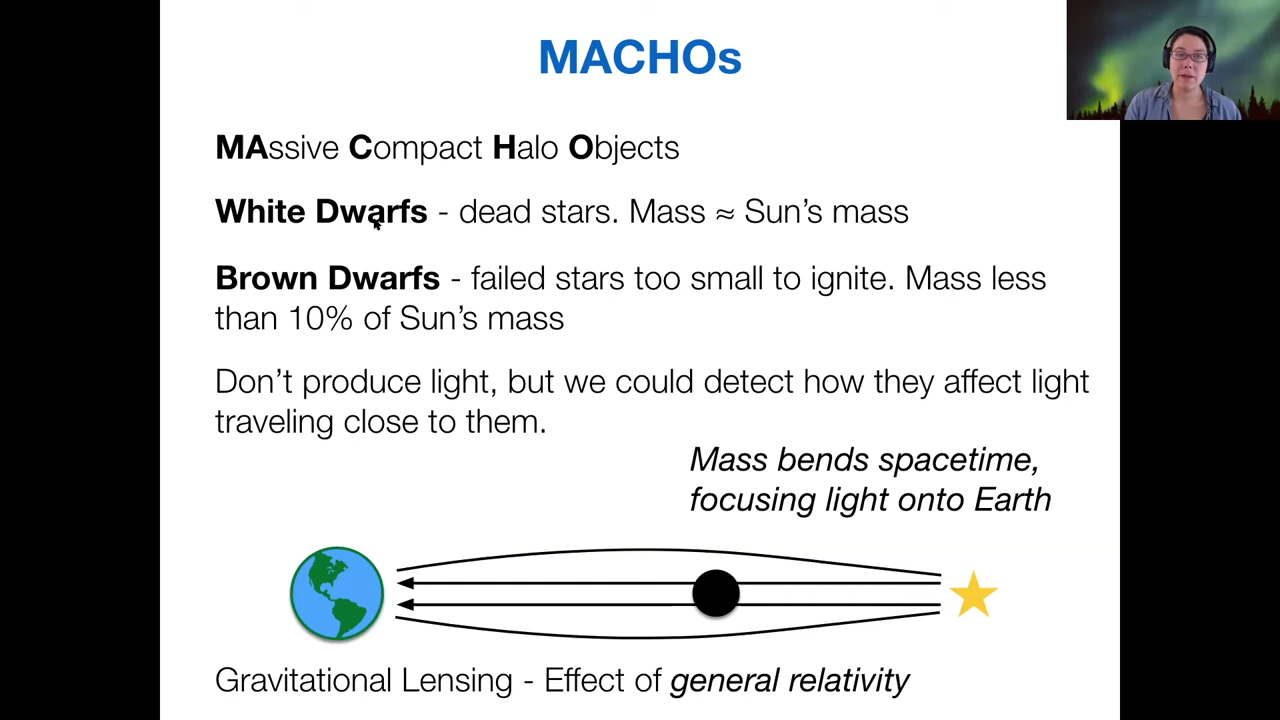 MACHOs
MAssive Compact Halo Objects
White Dwarfs - dead stars. Mass ≈ Sun’s mass
Brown Dwarfs - failed stars too small to ignite. Mass less
than 10% of Sun’s mass
Don’t produce light, but we could detect how they affect light
traveling close to them.
Mass bends spacetime,
focusing light onto Earth
Gravitational Lensing - Effect of general relativity